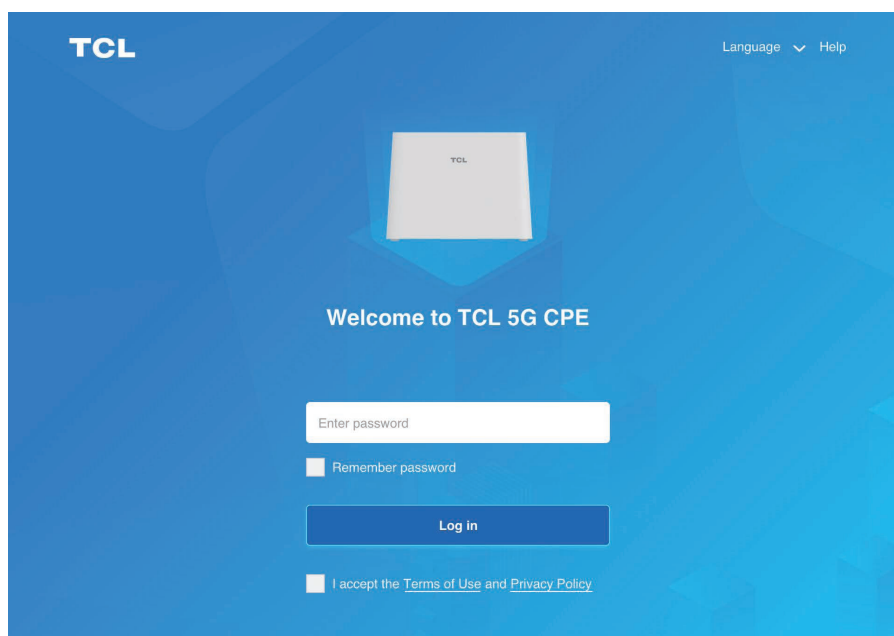 TCL
Language Help
TCL
Welcome to TCL 5G CPE
Enter password
Remember password
Log in
I accept the Terms of Use and Privacy Policy